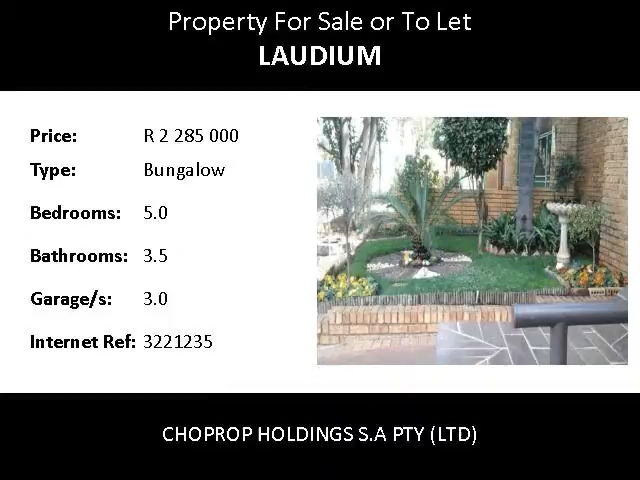 Property For Sale or To Let
LAUDIUM
Price: R 2 285 000
Type: Bungalow
Bedrooms: 5.0
Bathrooms: 3.5
Garage/s: 3.0
Internet Ref: 3221235
CHOPROP HOLDINGS S.A PTY (LTD)